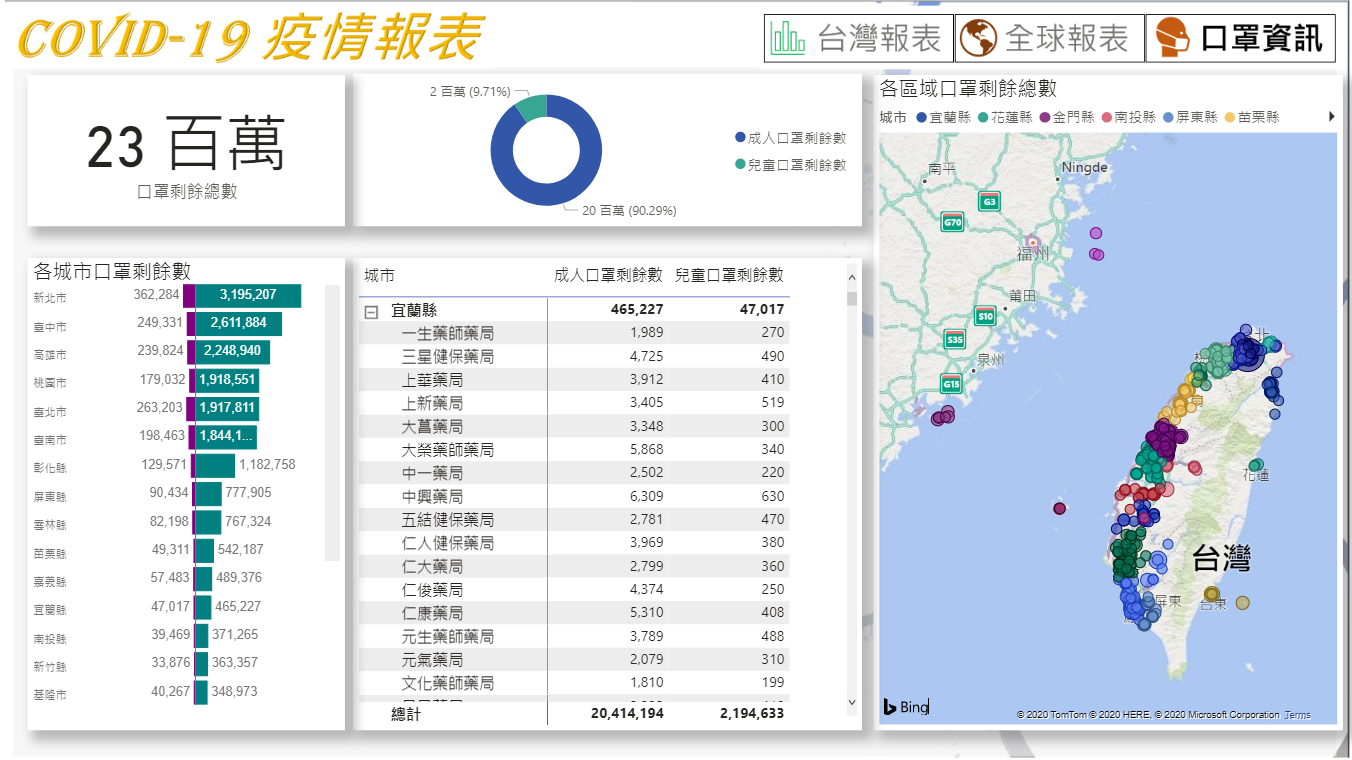 COVID-19 疫情報表
台灣報表 全球報表 口罩資訊
23 百萬
口罩剩餘總數
2 百萬 (9.71%)
20 百萬 (90.29%)
成人口罩剩餘數
兒童口罩剩餘數
各城市口罩剩餘數
新北市 362,284 3,195,207
臺中市 249,331 2,611,884
高雄市 239,824 2,248,940
桃園市 179,032 1,918,551
臺北市 263,203 1,917,811
臺南市 198,463 1,844,1...
彰化縣 129,571 1,182,758
屏東縣 90,434 777,905
雲林縣 82,198 767,324
苗栗縣 49,311 542,187
嘉義縣 57,483 489,376
宜蘭縣 47,017 465,227
南投縣 39,469 371,265
新竹縣 33,876 363,357
基隆市 40,267 348,973
城市 成人口罩剩餘數 兒童口罩剩餘數
宜蘭縣 465,227 47,017
一生藥師藥局 1,989 270
三星健保藥局 4,725 490
上華藥局 3,912 410
上新藥局 3,405 519
大菖藥局 3,348 300
大榮藥師藥局 5,868 340
中一藥局 2,502 220
中興藥局 6,309 630
五結健保藥局 2,781 470
仁人健保藥局 3,969 380
仁大藥局 2,799 360
仁俊藥局 4,374 250
仁康藥局 5,310 408
元生藥師藥局 3,789 488
元氣藥局 2,079 310
文化藥師藥局 1,810 199
總計 20,414,194 2,194,633
各區域口罩剩餘總數
城市 宜蘭縣 花蓮縣 金門縣 南投縣 屏東縣 苗栗縣
南平
Ningde
G3
G70
福州
莆田
S10
S35
泉州
G15
北
花蓮
台灣
屏東
台東
Bing
© 2020 TomTom © 2020 HERE, © 2020 Microsoft Corporation Terms